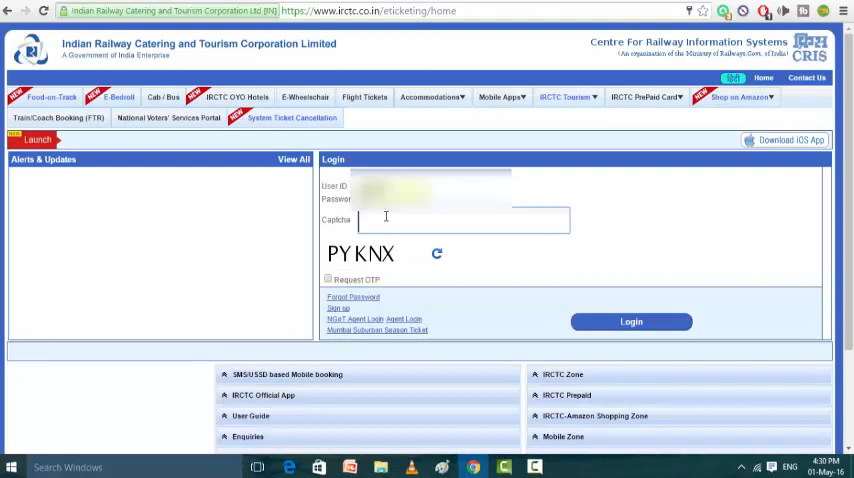 Indian Railway Catering and Tourism Corporation Ltd [IN] https://www.irctc.co.in/eticketing/home
Indian Railway Catering and Tourism Corporation Limited
A Government of India Enterprise
Centre For Railway Information Systems
(An organisation of the Ministry of Railways,Govt. of India)
CRIS
हिंदी Home Contact Us
NEW Food-on-Track NEW E-Bedroll Cab / Bus NEW IRCTC OYO Hotels E-Wheelchair Flight Tickets Accommodations Mobile Apps IRCTC Tourism IRCTC PrePaid Card NEW Shop on Amazon
Train/Coach Booking (FTR) National Voters' Services Portal NEW System Ticket Cancellation
NEW Launch Download iOS App
Alerts & Updates View All Login
User ID
Passwor
Captcha
PYKNX
Request OTP
Forgot Password
Sign up
NGeT Agent Login Agent Login
Mumbai Suburban Season Ticket
Login
SMS/USSD based Mobile booking IRCTC Zone
IRCTC Official App IRCTC Prepaid
User Guide IRCTC-Amazon Shopping Zone
Enquiries Mobile Zone
Search Windows ENG 4:30 PM
01-May-16